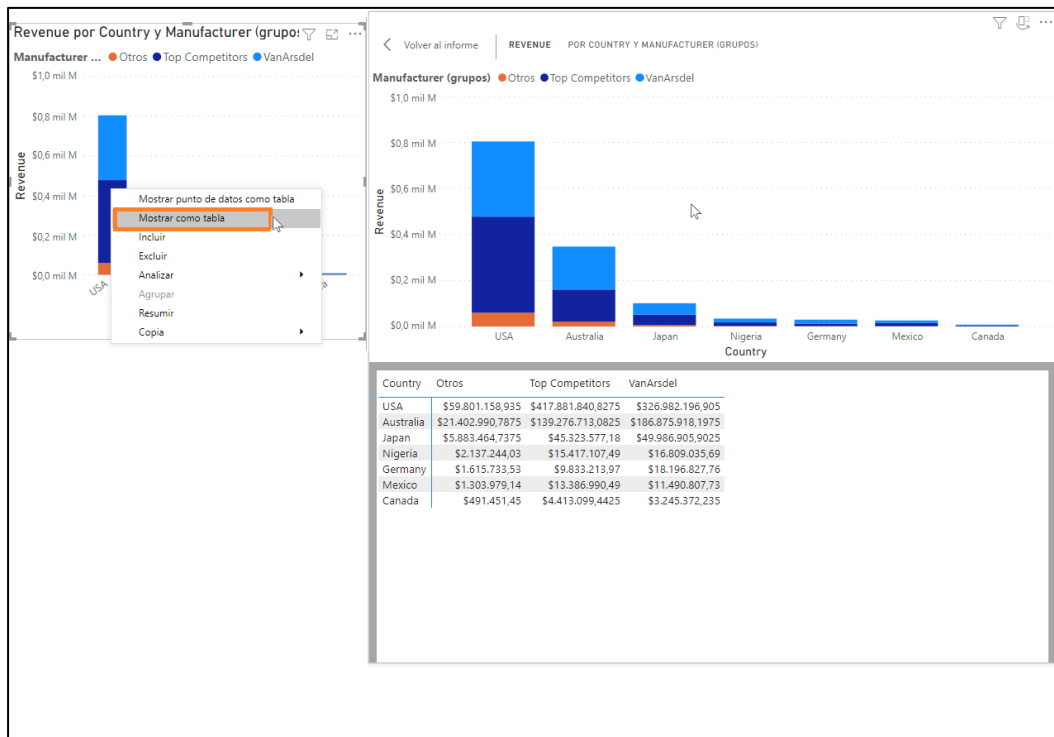 Revenue por Country y Manufacturer (grupos
Manufacturer ... Otros Top Competitors VanArsdel
$1,0 mil M
$0,8 mil M
$0,6 mil M
$0,4 mil M
$0,2 mil M
$0,0 mil M
Revenue
USA
Mostrar punto de datos como tabla
Mostrar como tabla
Incluir
Excluir
Analizar
Agrupar
Resumir
Copia
Volver al informe REVENUE POR COUNTRY Y MANUFACTURER (GRUPOS)
Manufacturer (grupos) Otros Top Competitors VanArsdel
$1,0 mil M
$0,8 mil M
$0,6 mil M
$0,4 mil M
$0,2 mil M
$0,0 mil M
Revenue
USA Australia Japan Nigeria Germany Mexico Canada
Country
Country Otros Top Competitors VanArsdel
USA $59.801.158,935 $417.881.840,8275 $326.982.196,905
Australia $21.402.990,7875 $139.276.713,0825 $186.875.918,1975
Japan $5.883.464,7375 $45.323.577,18 $49.986.905,9025
Nigeria $2.137.244,03 $15.417.107,49 $16.809.035,69
Germany $1.615.733,53 $9.833.213,97 $18.196.827,76
Mexico $1.303.979,14 $13.386.990,49 $11.490.807,73
Canada $491.451,45 $4.413.099,4425 $3.245.372,235